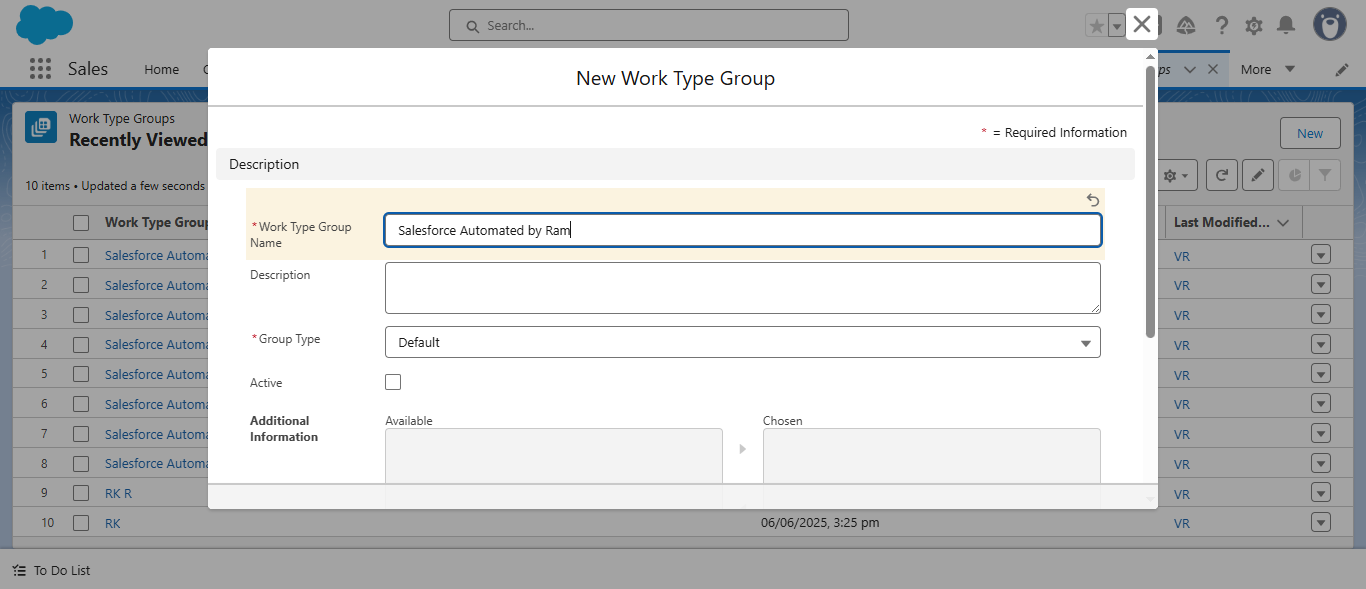 Search...
Sales
Home
More
New Work Type Group
* = Required Information
Work Type Groups
Recently Viewed
New
Description
10 items • Updated a few seconds
Work Type Group
Last Modified...
*Work Type Group
Name
Salesforce Automated by Ram
Description
*Group Type
Default
Active
Additional
Information
Available
Chosen
1 Salesforce Automa VR
2 Salesforce Automa VR
3 Salesforce Automa VR
4 Salesforce Automa VR
5 Salesforce Automa VR
6 Salesforce Automa VR
7 Salesforce Automa VR
8 Salesforce Automa VR
9 RK R VR
10 RK 06/06/2025, 3:25 pm VR
To Do List